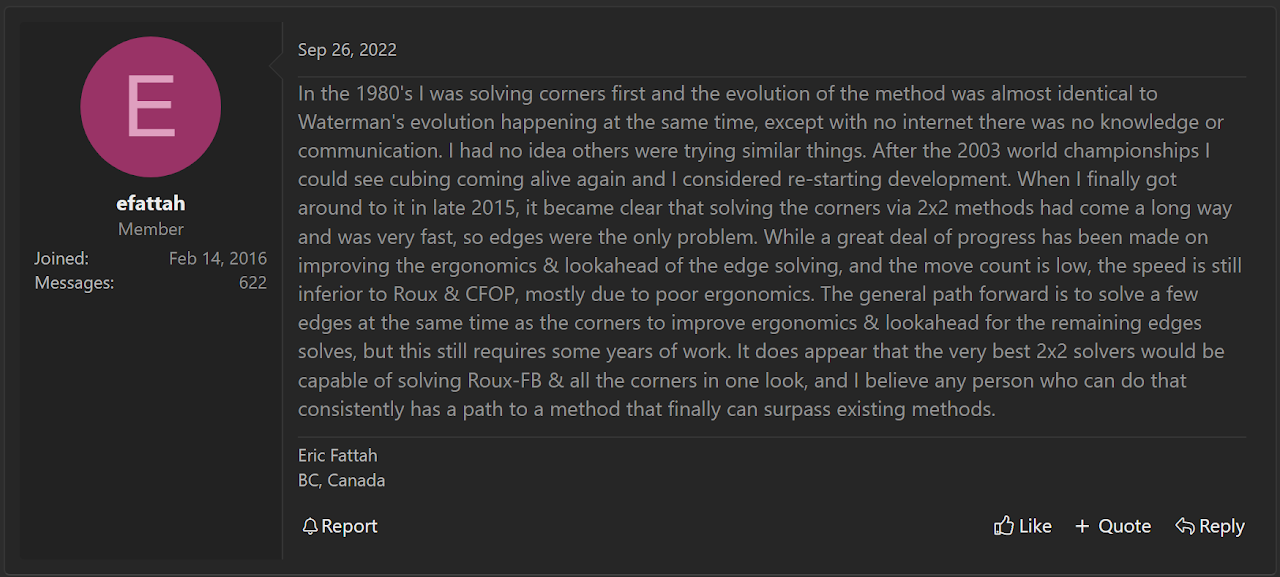 E
efattah
Member
Joined: Feb 14, 2016
Messages: 622
Sep 26, 2022
In the 1980's I was solving corners first and the evolution of the method was almost identical to
Waterman's evolution happening at the same time, except with no internet there was no knowledge or
communication. I had no idea others were trying similar things. After the 2003 world championships I
could see cubing coming alive again and I considered re-starting development. When I finally got
around to it in late 2015, it became clear that solving the corners via 2x2 methods had come a long way
and was very fast, so edges were the only problem. While a great deal of progress has been made on
improving the ergonomics & lookahead of the edge solving, and the move count is low, the speed is still
inferior to Roux & CFOP, mostly due to poor ergonomics. The general path forward is to solve a few
edges at the same time as the corners to improve ergonomics & lookahead for the remaining edges
solves, but this still requires some years of work. It does appear that the very best 2x2 solvers would be
capable of solving Roux-FB & all the corners in one look, and I believe any person who can do that
consistently has a path to a method that finally can surpass existing methods.
Eric Fattah
BC, Canada
Report Like + Quote Reply